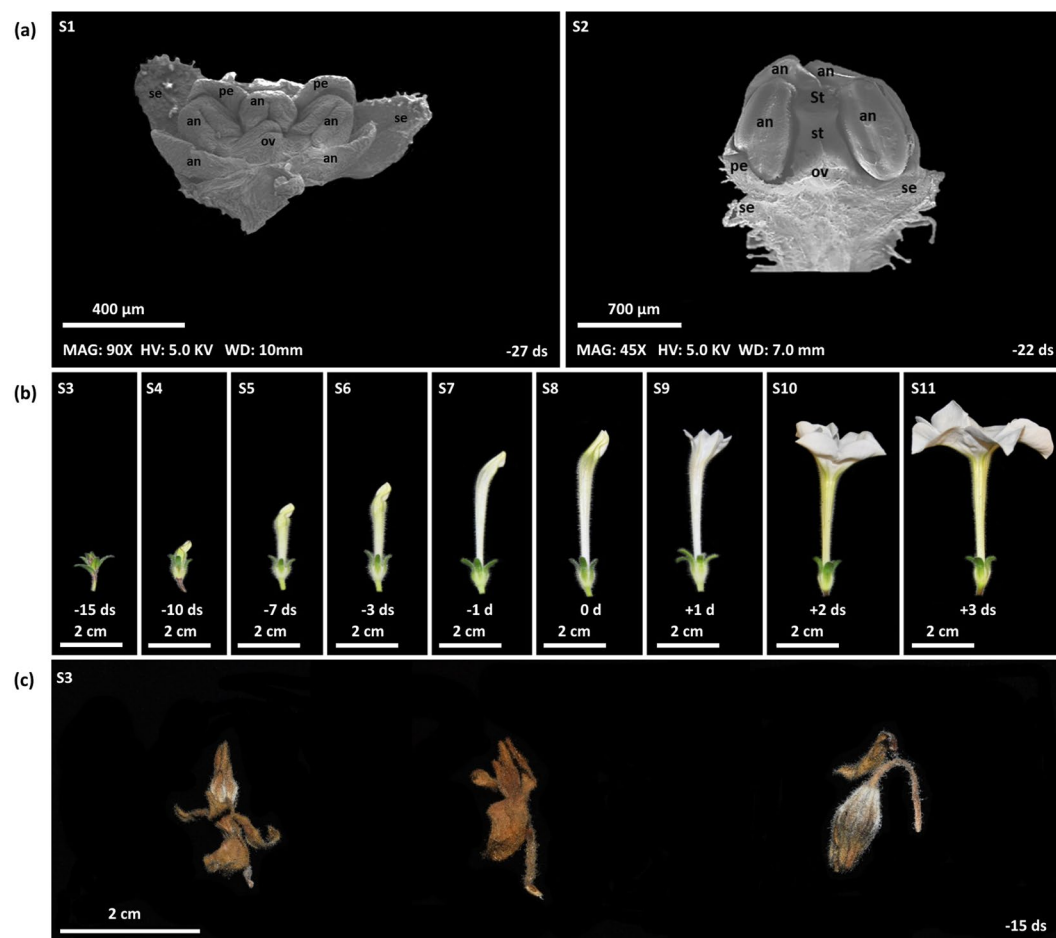 (a)
S1
se
pe
an
pe
se
an
an
ov
an
an
400 µm
MAG: 90X HV: 5.0 KV WD: 10mm
-27 ds
S2
an
an
St
an
an
st
pe
ov
se
se
700 µm
MAG: 45X HV: 5.0 KV WD: 7.0 mm
-22 ds
(b)
S3
-15 ds
2 cm
S4
-10 ds
2 cm
S5
-7 ds
2 cm
S6
-3 ds
2 cm
S7
-1 d
2 cm
S8
0 d
2 cm
S9
+1 d
2 cm
S10
+2 ds
2 cm
S11
+3 ds
2 cm
(c)
S3
2 cm
-15 ds